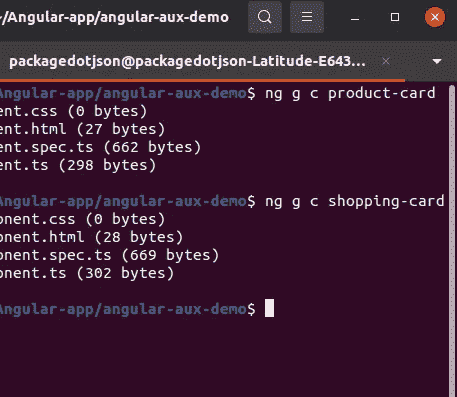 ~/Angular-app/angular-aux-demo
packagedotjson@packagedotjson-Latitude-E643...
Angular-app/angular-aux-demo$ ng g c product-card
ent.css (0 bytes)
ent.html (27 bytes)
ent.spec.ts (662 bytes)
ent.ts (298 bytes)
Angular-app/angular-aux-demo$ ng g c shopping-card
onent.css (0 bytes)
onent.html (28 bytes)
onent.spec.ts (669 bytes)
onent.ts (302 bytes)
Angular-app/angular-aux-demo$